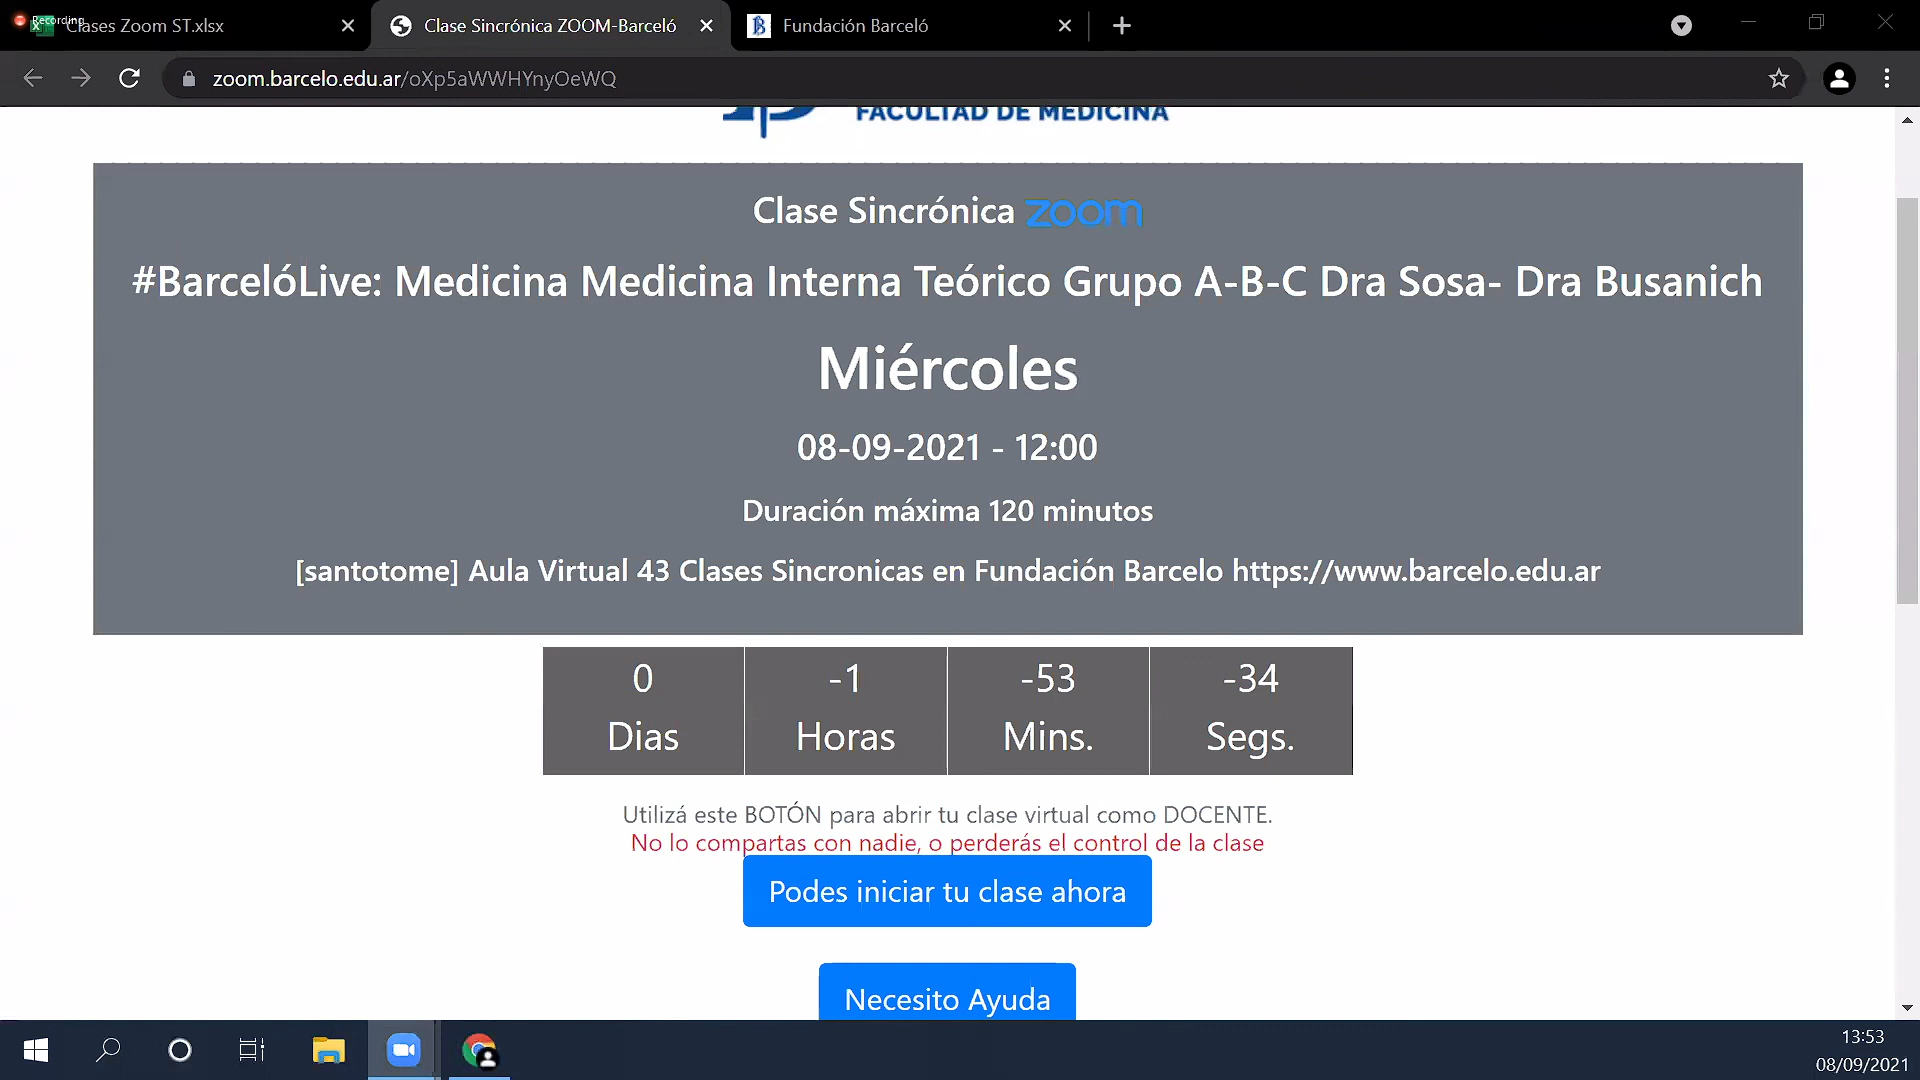 Recording
Clases Zoom ST.xlsx
Clase Sincrónica ZOOM-Barceló
Fundación Barceló
zoom.barcelo.edu.ar/oXp5aWWHYnyOeWQ
FACULTAD DE MEDICINA
Clase Sincrónica zoom
#BarcelóLive: Medicina Medicina Interna Teórico Grupo A-B-C Dra Sosa- Dra Busanich
Miércoles
08-09-2021 - 12:00
Duración máxima 120 minutos
[santotome] Aula Virtual 43 Clases Sincronicas en Fundación Barcelo https://www.barcelo.edu.ar
0 -1 -53 -34
Dias Horas Mins. Segs.
Utilizá este BOTÓN para abrir tu clase virtual como DOCENTE.
No lo compartas con nadie, o perderás el control de la clase
Podes iniciar tu clase ahora
Necesito Ayuda
13:53
08/09/2021